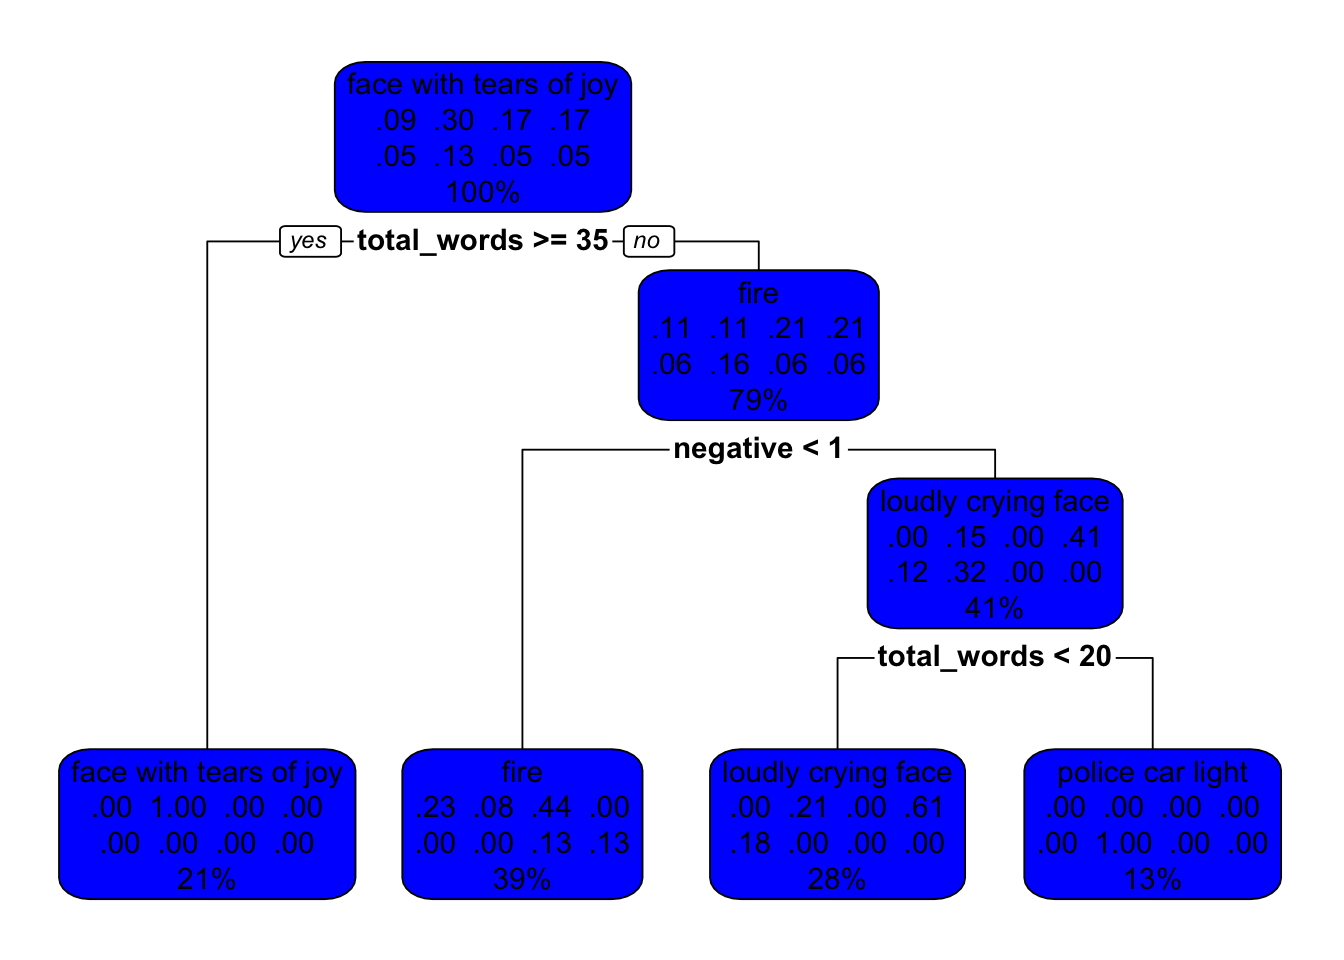 face with tears of joy
.09 .30 .17 .17
.05 .13 .05 .05
100%
yes total_words >= 35 no
fire
.11 .11 .21 .21
.06 .16 .06 .06
79%
negative < 1
loudly crying face
.00 .15 .00 .41
.12 .32 .00 .00
41%
total_words < 20
face with tears of joy
.00 1.00 .00 .00
.00 .00 .00 .00
21%
fire
.23 .08 .44 .00
.00 .00 .13 .13
39%
loudly crying face
.00 .21 .00 .61
.18 .00 .00 .00
28%
police car light
.00 .00 .00 .00
.00 1.00 .00 .00
13%